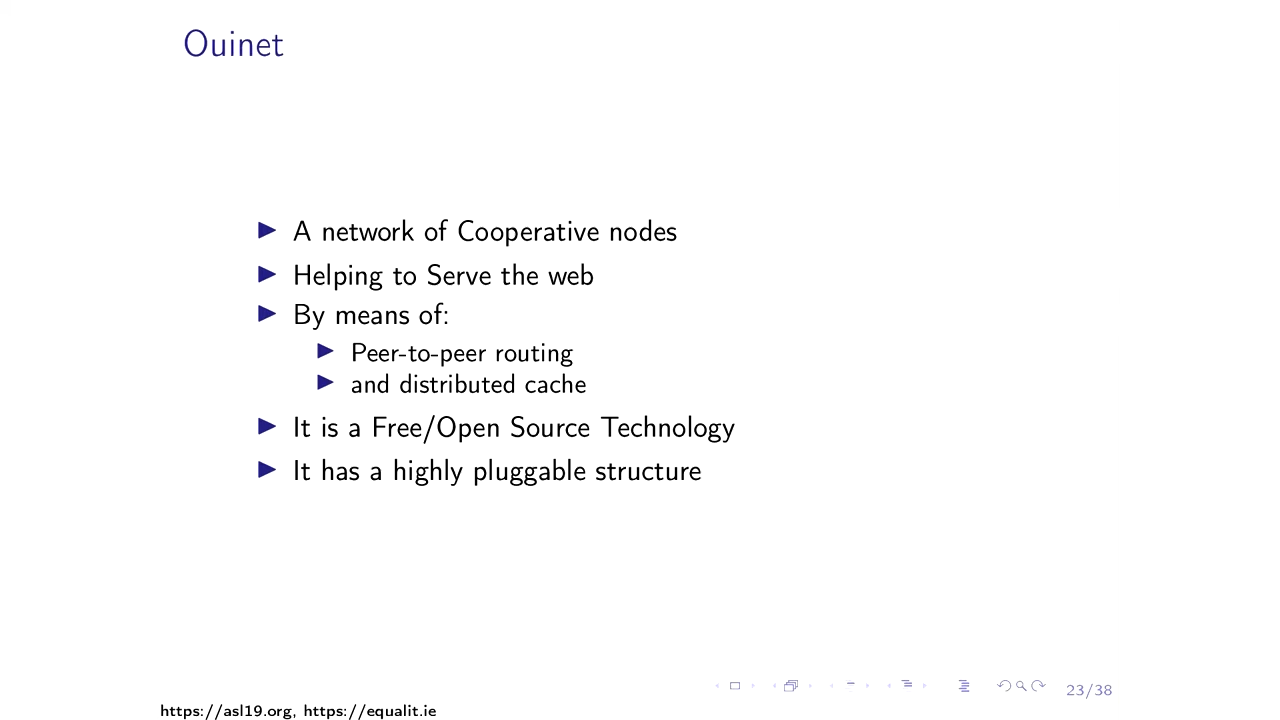 Ouinet
A network of Cooperative nodes
Helping to Serve the web
By means of:
Peer-to-peer routing
and distributed cache
It is a Free/Open Source Technology
It has a highly pluggable structure
23/38
https://asl19.org, https://equalit.ie